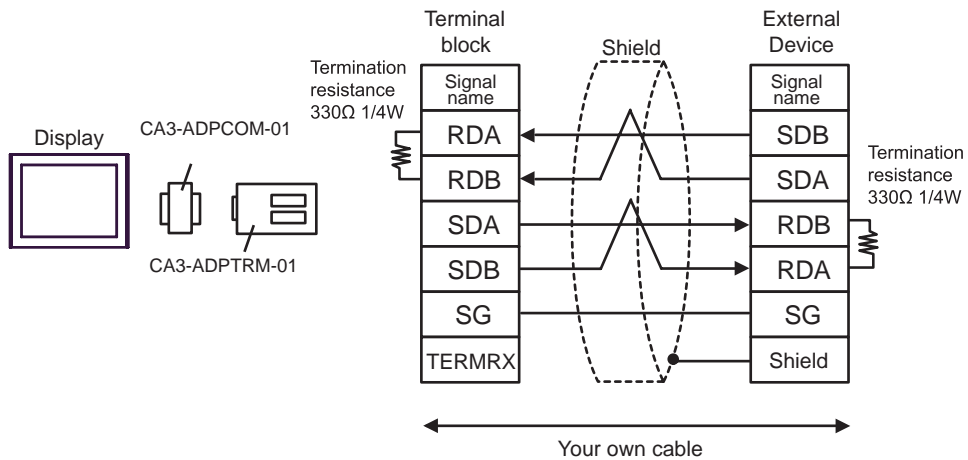 Display
CA3-ADPCOM-01
CA3-ADPTRM-01
Termination
resistance
330Ω 1/4W
Terminal
block
Signal
name
RDA
RDB
SDA
SDB
SG
TERMRX
Shield
External
Device
Signal
name
SDB
SDA
RDB
RDA
SG
Shield
Termination
resistance
330Ω 1/4W
Your own cable